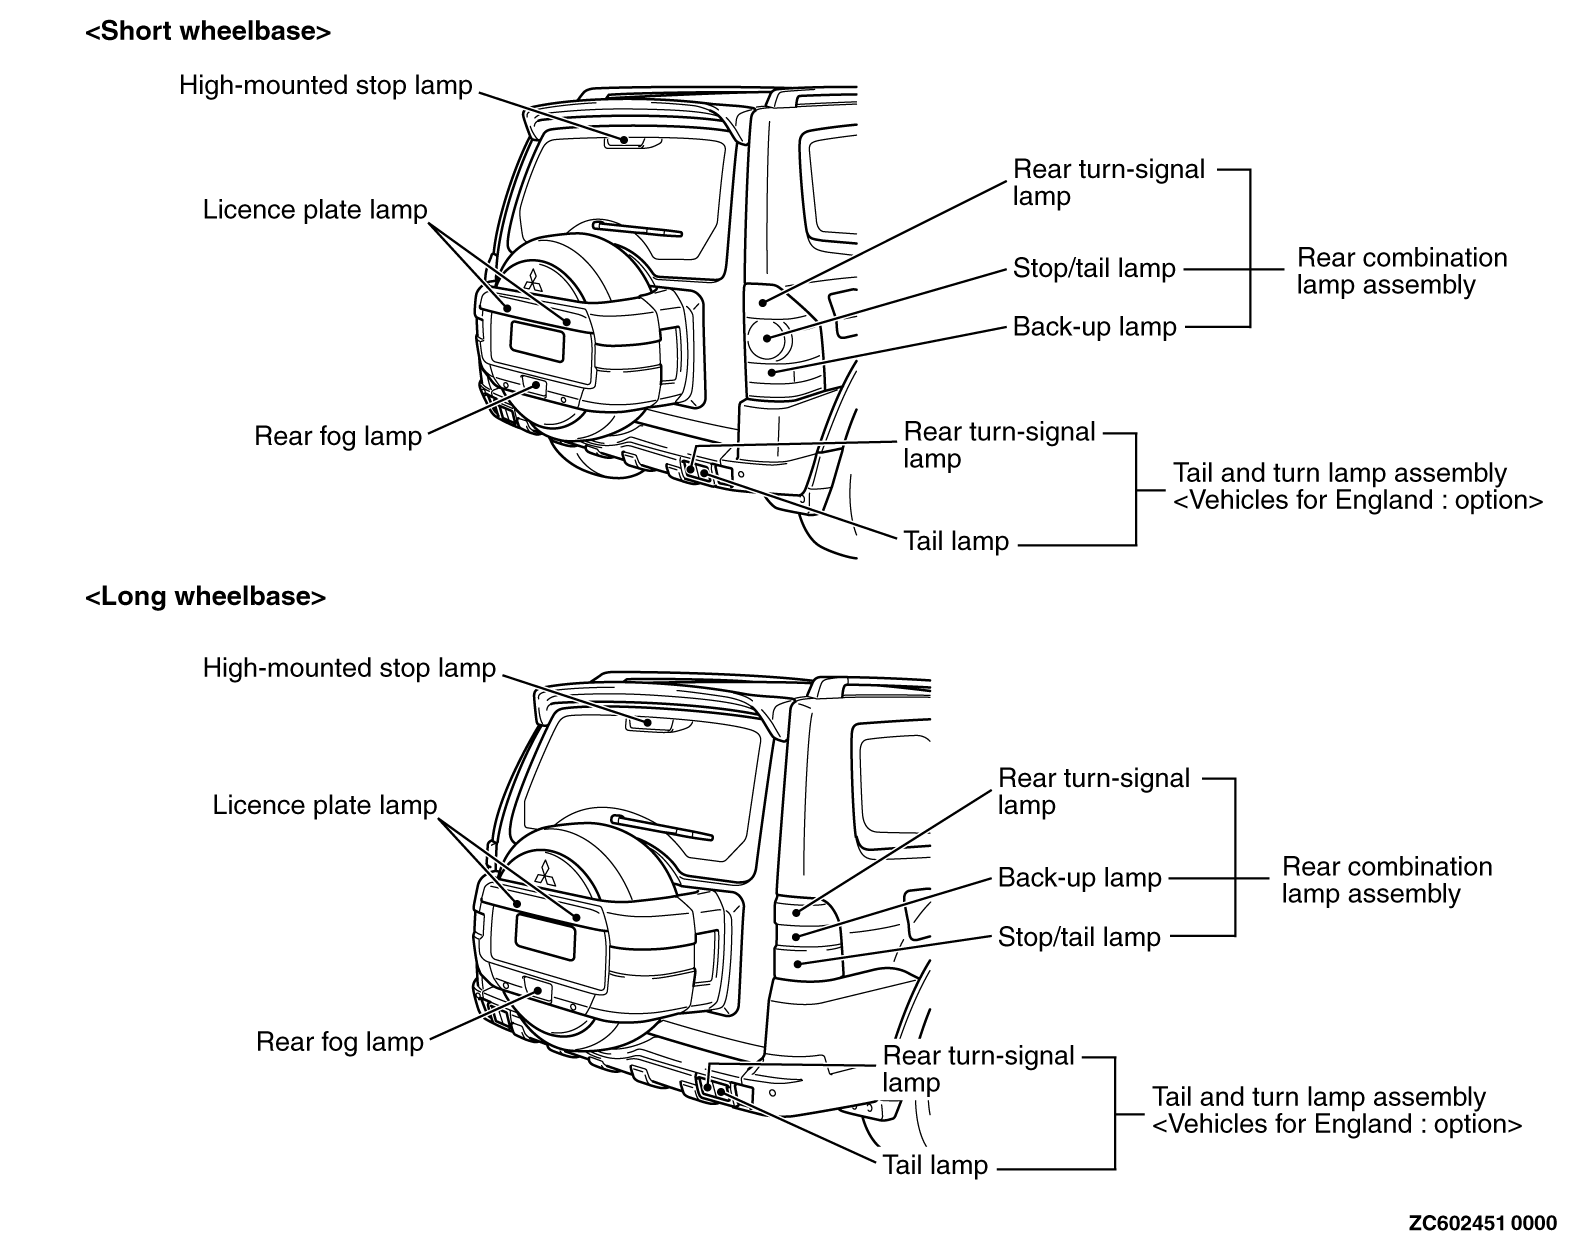 <Short wheelbase>
High-mounted stop lamp
Licence plate lamp
Rear fog lamp
Rear turn-signal
lamp
Stop/tail lamp
Back-up lamp
Rear combination
lamp assembly
Rear turn-signal
lamp
Tail lamp
Tail and turn lamp assembly
<Vehicles for England : option>
<Long wheelbase>
High-mounted stop lamp
Licence plate lamp
Rear fog lamp
Rear turn-signal
lamp
Back-up lamp
Stop/tail lamp
Rear combination
lamp assembly
Rear turn-signal
lamp
Tail lamp
Tail and turn lamp assembly
<Vehicles for England : option>
ZC602451 0000